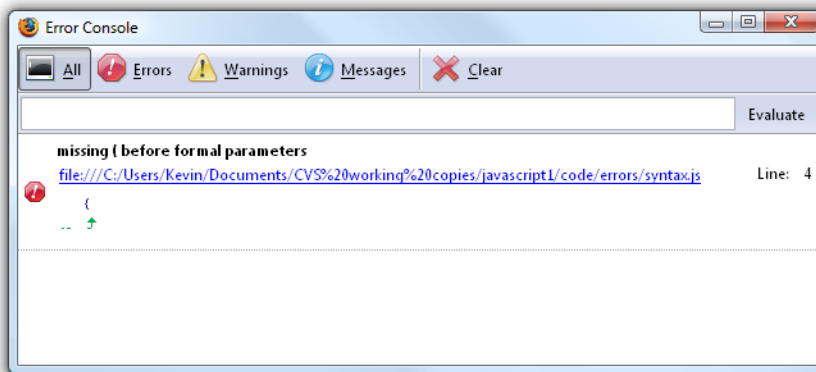 Error Console
All Errors Warnings Messages Clear
Evaluate
missing ( before formal parameters
file:///C:/Users/Kevin/Documents/CVS%20working%20copies/javascript1/code/errors/syntax.js Line: 4
{